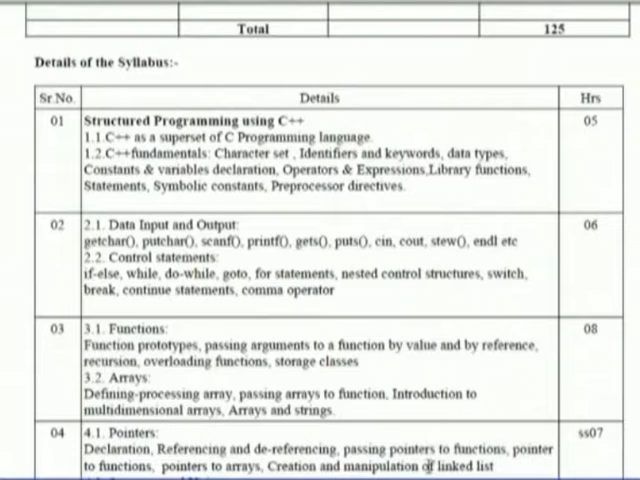 Total 125
Details of the Syllabus:-
Sr.No. Details Hrs
01 Structured Programming using C++ 05
1.1 C++ as a superset of C Programming language.
1.2.C++fundamentals: Character set , Identifiers and keywords, data types,
Constants & variables declaration, Operators & Expressions,Library functions,
Statements, Symbolic constants, Preprocessor directives.
02 2.1. Data Input and Output: 06
getchar(), putchar(), scanf(), printf(), gets(), puts(), cin, cout, stew(), endl etc
2.2. Control statements:
if-else, while, do-while, goto, for statements, nested control structures, switch,
break, continue statements, comma operator
03 3.1. Functions: 08
Function prototypes, passing arguments to a function by value and by reference,
recursion, overloading functions, storage classes
3.2. Arrays:
Defining-processing array, passing arrays to function, Introduction to
multidimensional arrays, Arrays and strings.
04 4.1. Pointers: ss07
Declaration, Referencing and de-referencing, passing pointers to functions, pointer
to functions, pointers to arrays, Creation and manipulation of linked list